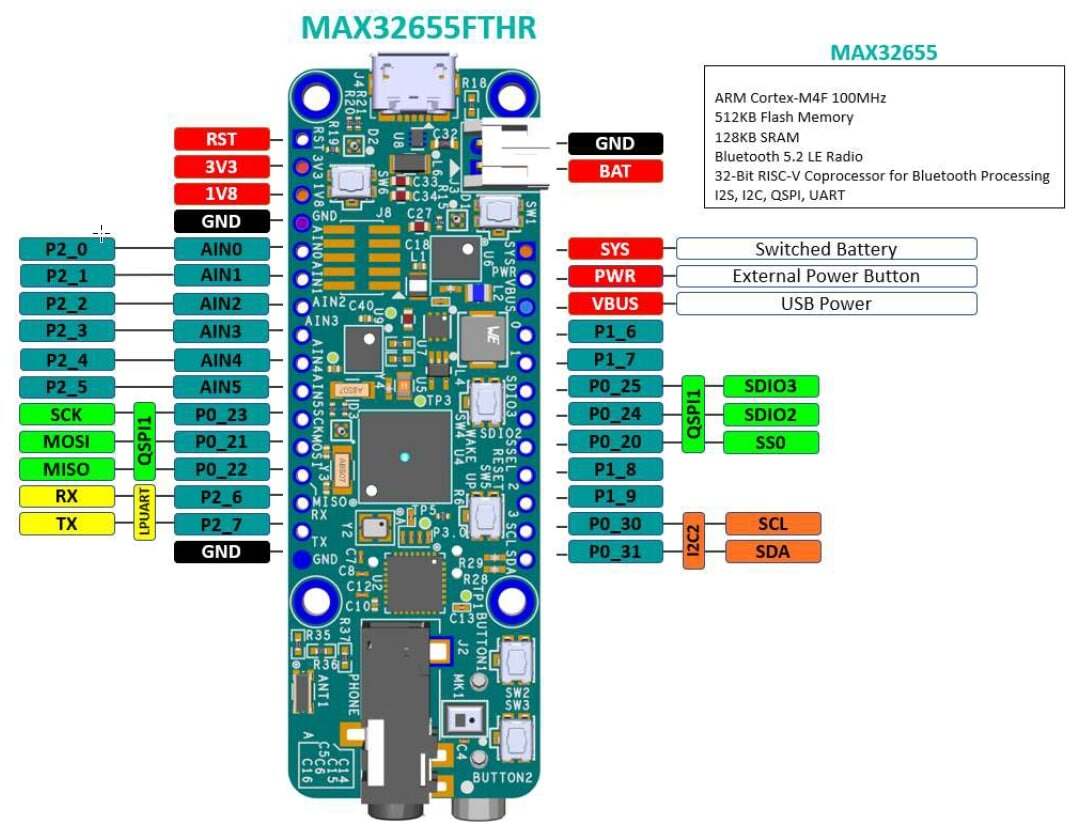 MAX32655FTHR
MAX32655
ARM Cortex-M4F 100MHz
512KB Flash Memory
128KB SRAM
Bluetooth 5.2 LE Radio
32-Bit RISC-V Coprocessor for Bluetooth Processing
I2S, I2C, QSPI, UART
RST
3V3
1V8
GND
P2_0 AIN0
P2_1 AIN1
P2_2 AIN2
P2_3 AIN3
P2_4 AIN4
P2_5 AIN5
SCK P0_23
MOSI P0_21
MISO P0_22
QSPI1
RX P2_6
TX P2_7
LPUART
GND
J4
R21
R20
R19
D2
U8
R18
C32
L6
RST
3V3
1V8
GND
AIN0
AIN1
AIN2
AIN3
AIN4
AIN5
SCK
MOSI
MISO
RX
TX
GND
SW6
C33
C34
J3
R15
D1
SW1
J8
C27
C18
L1
U6
SYS
PWR
VBUS
0
1
SDIO3
SDIO2
SSEL
2
3
SCL
SDA
C40
U9
L2
U7
WE
Y4
U5
L4
ABS07
TP3
D3
SW4
WAKE UP
U4
RESET
SW5
R6
ABS07
Y3
Y2
A
TP5
P3.0
C7
C8
C12
C10
U2
R29
R28
TP1
C13
R35
R36
R37
J2
BUTTON1
ANT1
PHONE
MK1
SW2
SW3
C4
BUTTON2
A
C5
C6
C16
C14
C15
GND
BAT
SYS Switched Battery
PWR External Power Button
VBUS USB Power
P1_6
P1_7
P0_25 SDIO3
P0_24 SDIO2
P0_20 SS0
QSPI1
P1_8
P1_9
P0_30 SCL
P0_31 SDA
I2C2